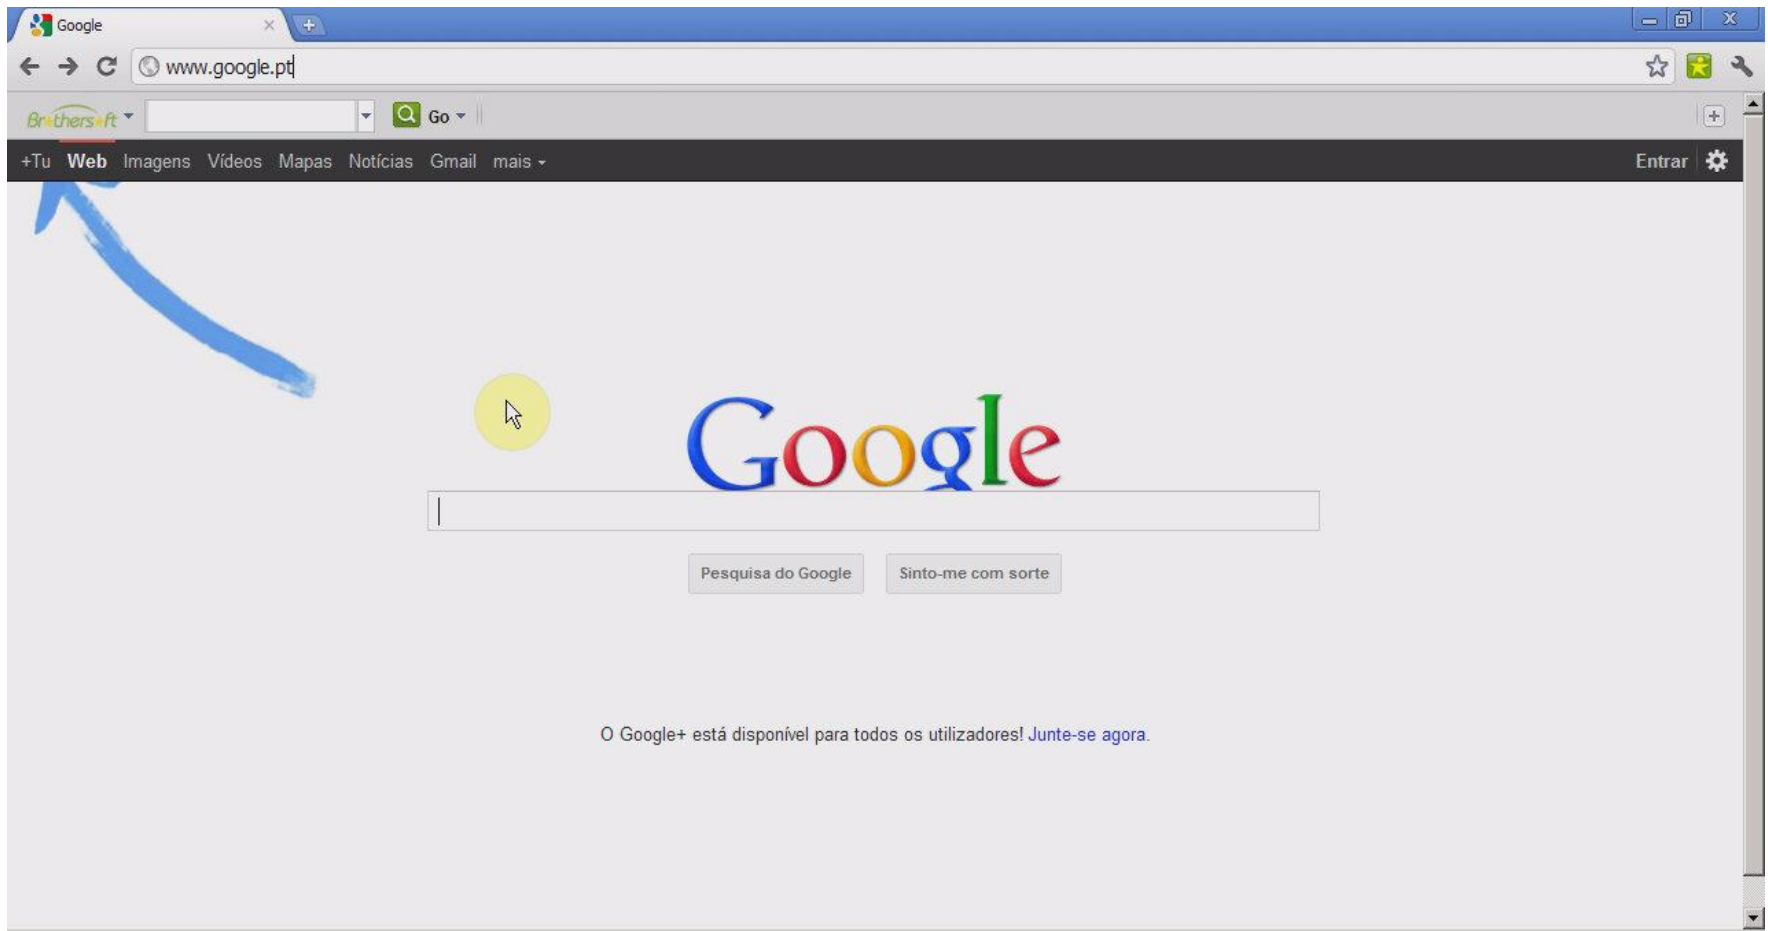 Google
www.google.pt
Brothersoft Go
+Tu Web Imagens Vídeos Mapas Notícias Gmail mais Entrar
Google
Pesquisa do Google Sinto-me com sorte
O Google+ está disponível para todos os utilizadores! Junte-se agora.